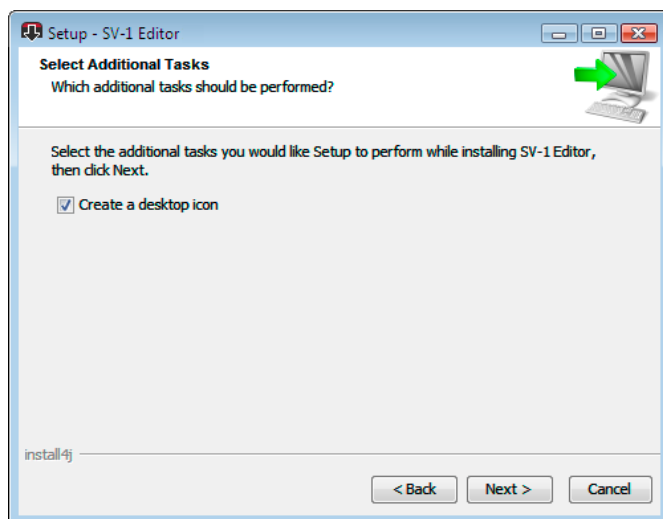 Setup - SV-1 Editor
Select Additional Tasks
Which additional tasks should be performed?
Select the additional tasks you would like Setup to perform while installing SV-1 Editor,
then click Next.
Create a desktop icon
install4j
< Back
Next >
Cancel